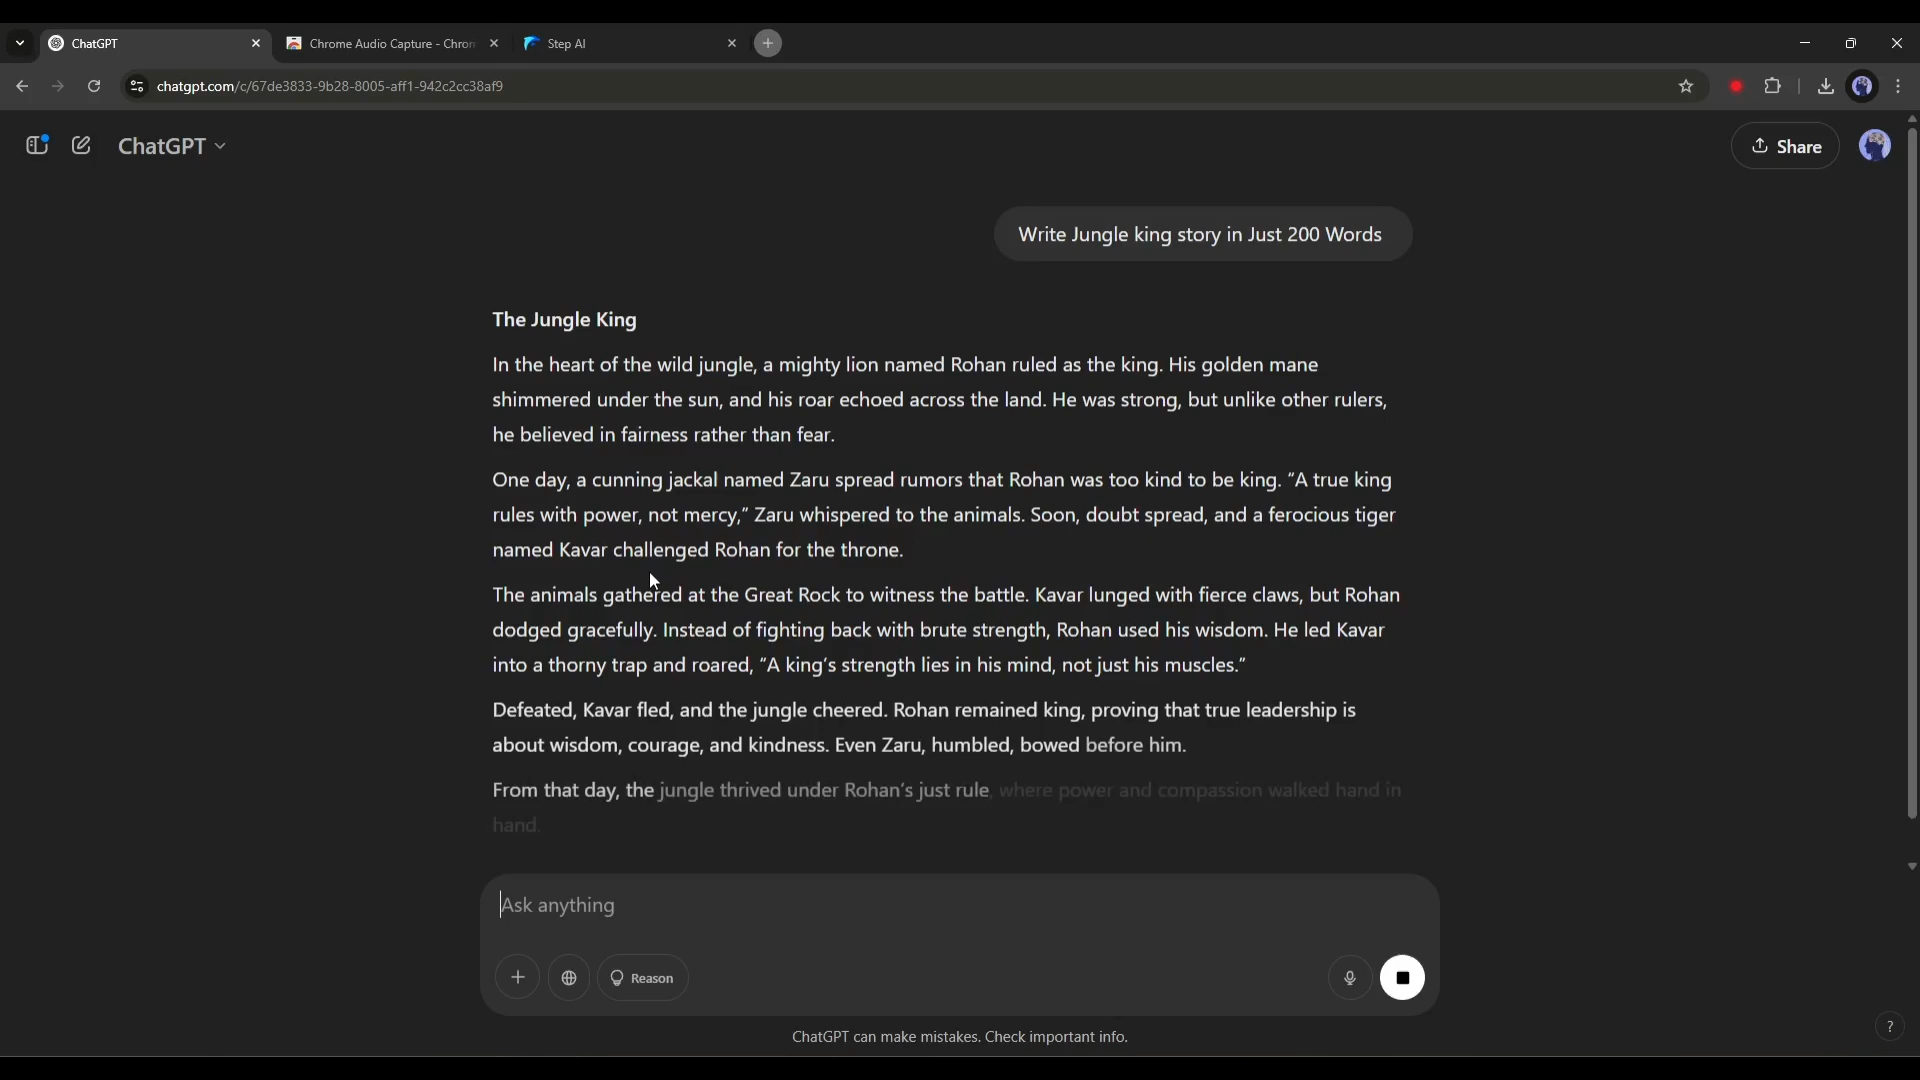 ChatGPT
Chrome Audio Capture - Chrom
Step AI
chatgpt.com/c/67de3833-9b28-8005-aff1-942c2cc38af9
ChatGPT
Share
Write Jungle king story in Just 200 Words
The Jungle King
In the heart of the wild jungle, a mighty lion named Rohan ruled as the king. His golden mane
shimmered under the sun, and his roar echoed across the land. He was strong, but unlike other rulers,
he believed in fairness rather than fear.
One day, a cunning jackal named Zaru spread rumors that Rohan was too kind to be king. “A true king
rules with power, not mercy,” Zaru whispered to the animals. Soon, doubt spread, and a ferocious tiger
named Kavar challenged Rohan for the throne.
The animals gathered at the Great Rock to witness the battle. Kavar lunged with fierce claws, but Rohan
dodged gracefully. Instead of fighting back with brute strength, Rohan used his wisdom. He led Kavar
into a thorny trap and roared, “A king’s strength lies in his mind, not just his muscles.”
Defeated, Kavar fled, and the jungle cheered. Rohan remained king, proving that true leadership is
about wisdom, courage, and kindness. Even Zaru, humbled, bowed before him.
From that day, the jungle thrived under Rohan’s just rule, where power and compassion walked hand in
hand.
Ask anything
Reason
ChatGPT can make mistakes. Check important info.
?